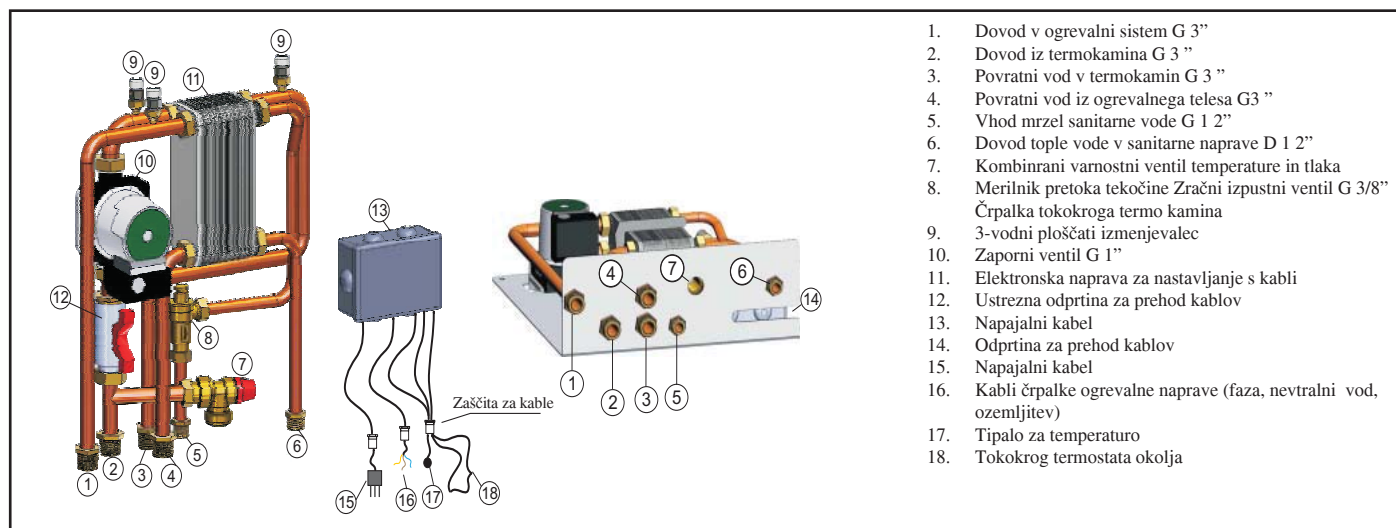 9
9
9
11
10
12
8
7
1
2
3
4
5
6
13
Zaščita za kable
15
16
17
18
4
7
6
14
1
2
3
5
1. Dovod v ogrevalni sistem G 3”
2. Dovod iz termokamina G 3 ”
3. Povratni vod v termokamin G 3 ”
4. Povratni vod iz ogrevalnega telesa G3 ”
5. Vhod mrzel sanitarne vode G 1 2”
6. Dovod tople vode v sanitarne naprave D 1 2”
7. Kombinrani varnostni ventil temperature in tlaka
8. Merilnik pretoka tekočine Zračni izpustni ventil G 3/8”
Črpalka tokokroga termo kamina
9. 3-vodni ploščati izmenjevalec
10. Zaporni ventil G 1”
11. Elektronska naprava za nastavljanje s kabli
12. Ustrezna odprtina za prehod kablov
13. Napajalni kabel
14. Odprtina za prehod kablov
15. Napajalni kabel
16. Kabli črpalke ogrevalne naprave (faza, nevtralni vod,
ozemljitev)
17. Tipalo za temperaturo
18. Tokokrog termostata okolja